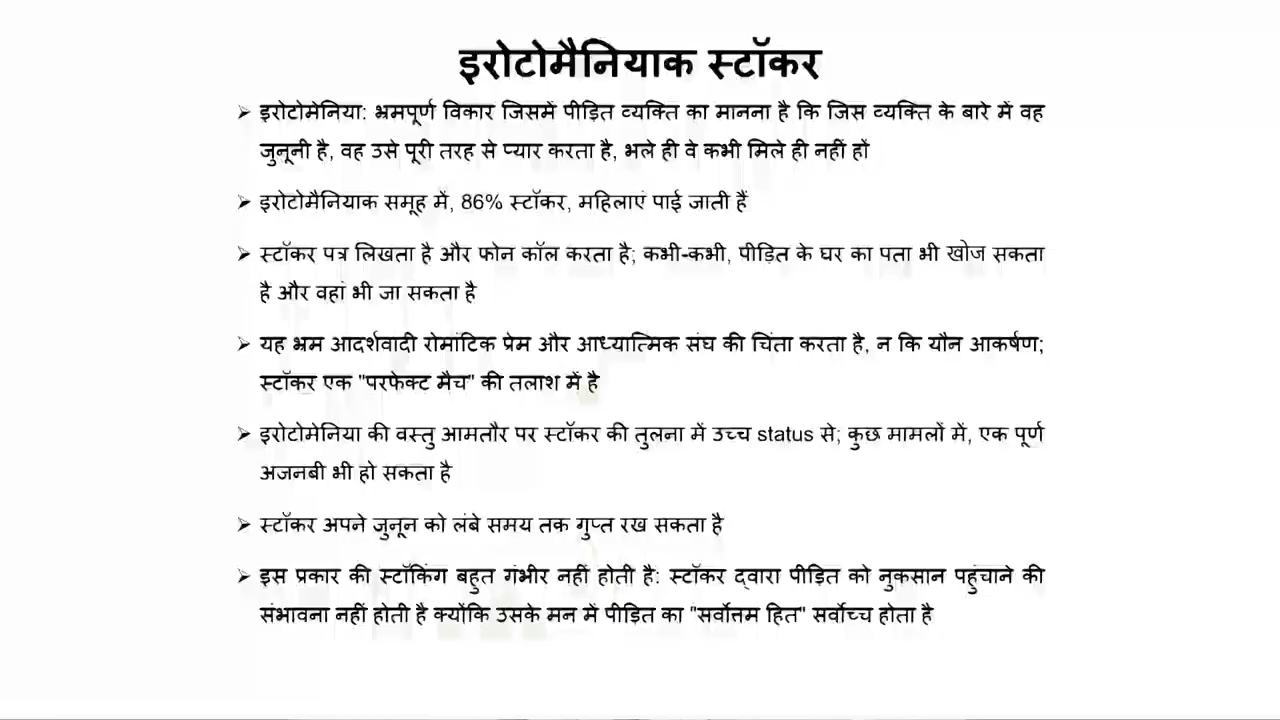 इरोटोमैनियाक स्टॉकर
➢ इरोटोमेनिया: भ्रमपूर्ण विकार जिसमें पीड़ित व्यक्ति का मानना है कि जिस व्यक्ति के बारे में वह
जुनूनी है, वह उसे पूरी तरह से प्यार करता है, भले ही वे कभी मिले ही नहीं हों
➢ इरोटोमैनियाक समूह में, 86% स्टॉकर, महिलाएं पाई जाती हैं
➢ स्टॉकर पत्र लिखता है और फोन कॉल करता है; कभी-कभी, पीड़ित के घर का पता भी खोज सकता
है और वहां भी जा सकता है
➢ यह भ्रम आदर्शवादी रोमांटिक प्रेम और आध्यात्मिक संघ की चिंता करता है, न कि यौन आकर्षण;
स्टॉकर एक "परफेक्ट मैच" की तलाश में है
➢ इरोटोमेनिया की वस्तु आमतौर पर स्टॉकर की तुलना में उच्च status से; कुछ मामलों में, एक पूर्ण
अजनबी भी हो सकता है
➢ स्टॉकर अपने जुनून को लंबे समय तक गुप्त रख सकता है
➢ इस प्रकार की स्टॉकिंग बहुत गंभीर नहीं होती है: स्टॉकर द्वारा पीड़ित को नुकसान पहुंचाने की
संभावना नहीं होती है क्योंकि उसके मन में पीड़ित का "सर्वोत्तम हित" सर्वोच्च होता है